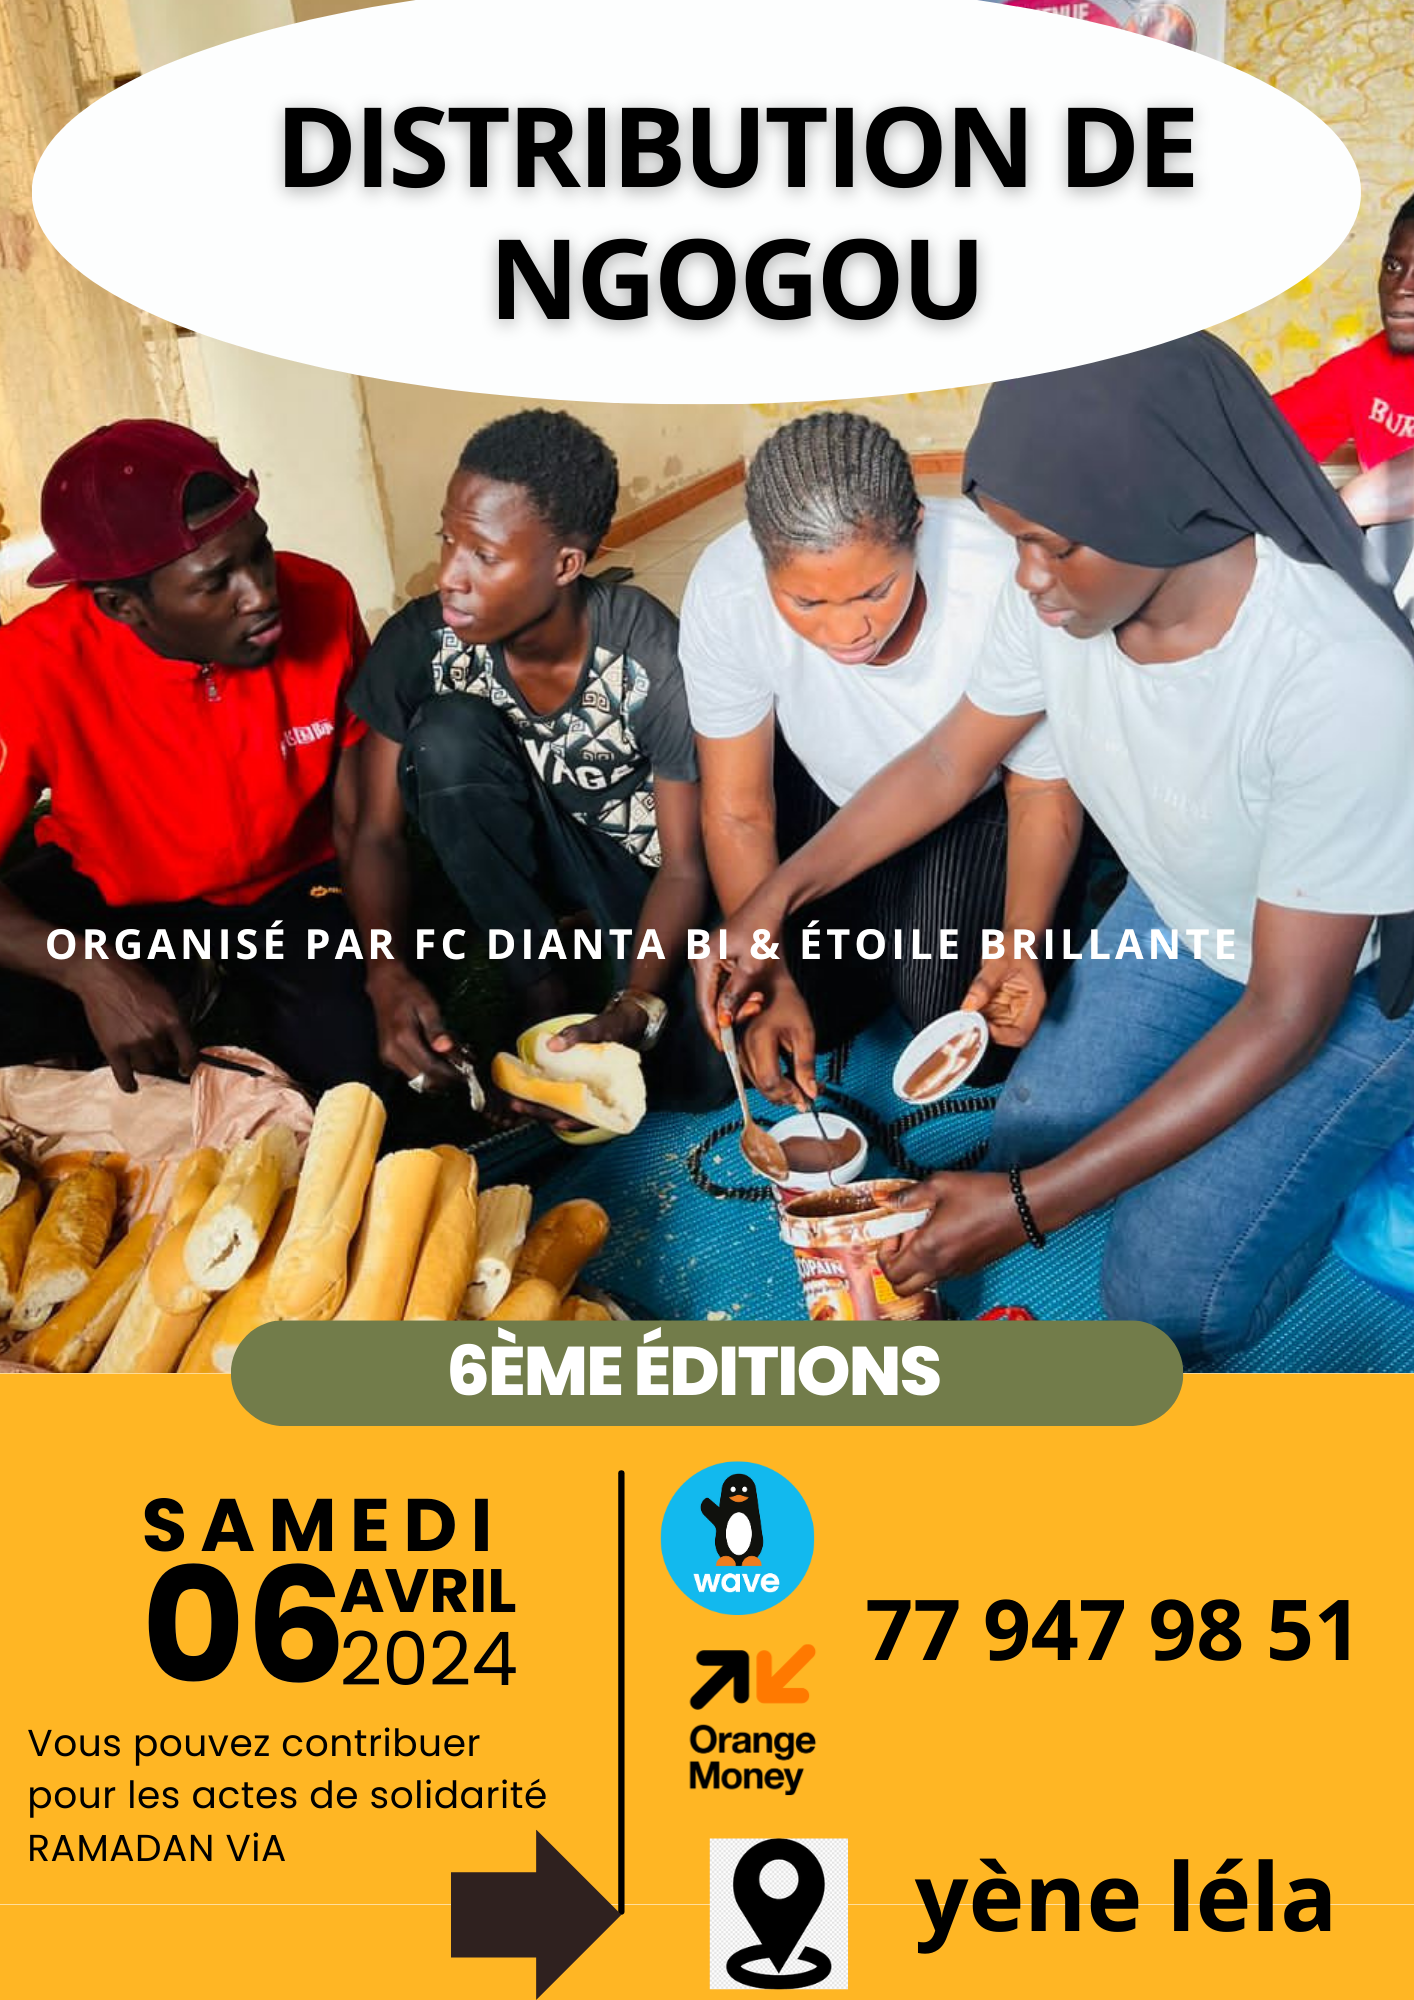 DISTRIBUTION DE
NGOGOU
ORGANISÉ PAR FC DIANTA BI & ÉTOILE BRILLANTE
6ÈME ÉDITIONS
SAMEDI
06 AVRIL
2024
Vous pouvez contribuer
pour les actes de solidarité
RAMADAN ViA
wave
Orange
Money
77 947 98 51
yène léla